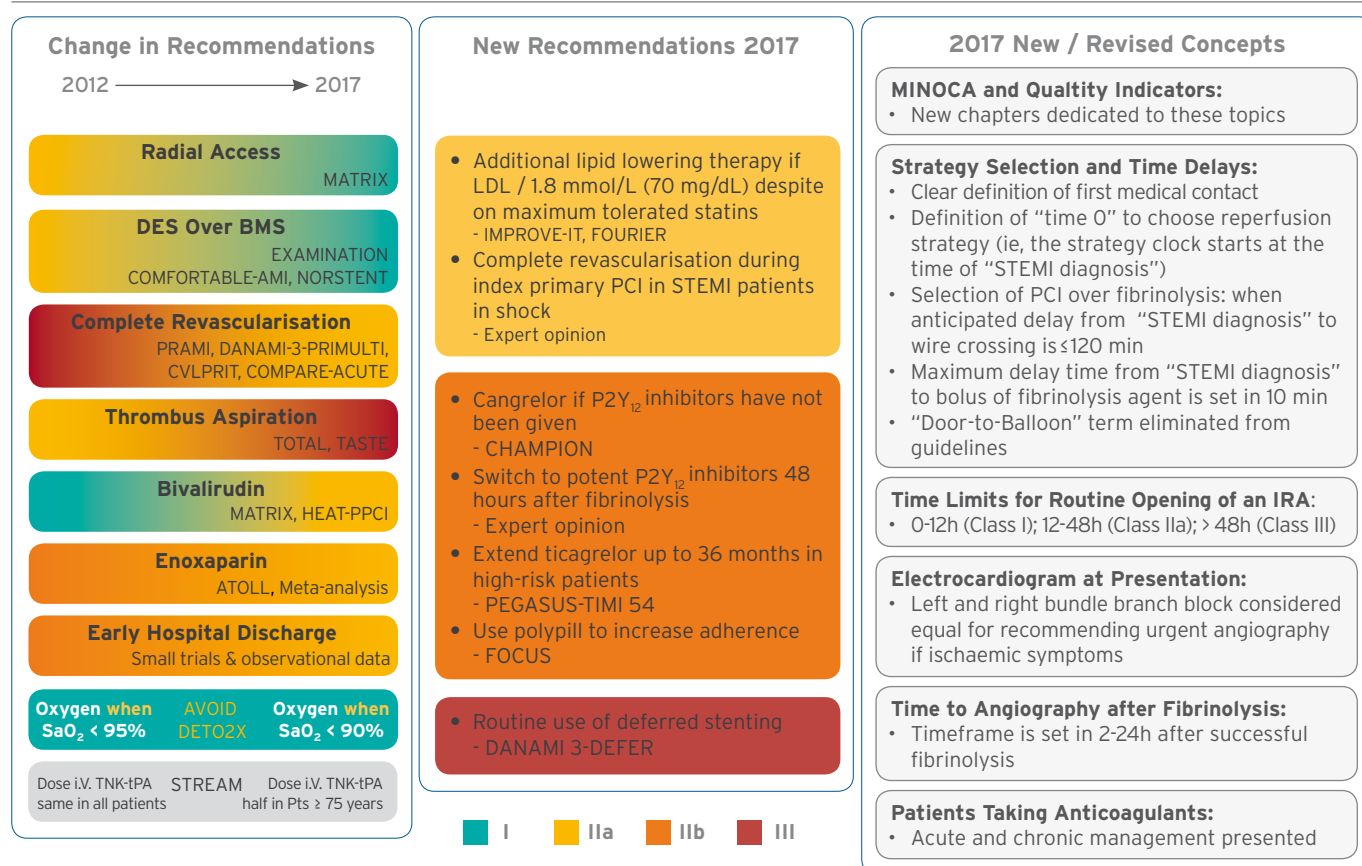 Change in Recommendations
2012
2017
Radial Access
MATRIX
DES Over BMS
EXAMINATION
COMFORTABLE-AMI, NORSTENT
Complete Revascularisation
PRAMI, DANAMI-3-PRIMULTI,
CVLPRIT, COMPARE-ACUTE
Thrombus Aspiration
TOTAL, TASTE
Bivalirudin
MATRIX, HEAT-PPCI
Enoxaparin
ATOLL, Meta-analysis
Early Hospital Discharge
Small trials & observational data
Oxygen when
SaO₂ < 95%
AVOID
DETO2X
Oxygen when
SaO₂ < 90%
Dose i.V. TNK-tPA
same in all patients
STREAM
Dose i.V. TNK-tPA
half in Pts ≥ 75 years
New Recommendations 2017
• Additional lipid lowering therapy if
LDL / 1.8 mmol/L (70 mg/dL) despite
on maximum tolerated statins
- IMPROVE-IT, FOURIER
• Complete revascularisation during
index primary PCI in STEMI patients
in shock
- Expert opinion
• Cangrelor if P2Y₁₂ inhibitors have not
been given
- CHAMPION
• Switch to potent P2Y₁₂ inhibitors 48
hours after fibrinolysis
- Expert opinion
• Extend ticagrelor up to 36 months in
high-risk patients
- PEGASUS-TIMI 54
• Use polypill to increase adherence
- FOCUS
• Routine use of deferred stenting
- DANAMI 3-DEFER
I
IIa
IIb
III
2017 New / Revised Concepts
MINOCA and Qualtity Indicators:
• New chapters dedicated to these topics
Strategy Selection and Time Delays:
• Clear definition of first medical contact
• Definition of “time 0” to choose reperfusion
strategy (ie, the strategy clock starts at the
time of “STEMI diagnosis”)
• Selection of PCI over fibrinolysis: when
anticipated delay from “STEMI diagnosis” to
wire crossing is ≤120 min
• Maximum delay time from “STEMI diagnosis”
to bolus of fibrinolysis agent is set in 10 min
• “Door-to-Balloon” term eliminated from
guidelines
Time Limits for Routine Opening of an IRA:
• 0-12h (Class I); 12-48h (Class IIa); > 48h (Class III)
Electrocardiogram at Presentation:
• Left and right bundle branch block considered
equal for recommending urgent angiography
if ischaemic symptoms
Time to Angiography after Fibrinolysis:
• Timeframe is set in 2-24h after successful
fibrinolysis
Patients Taking Anticoagulants:
• Acute and chronic management presented